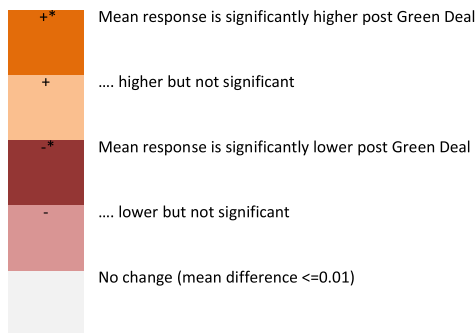 +* Mean response is significantly higher post Green Deal
+ .... higher but not significant
-* Mean response is significantly lower post Green Deal
- .... lower but not significant
No change (mean difference <=0.01)